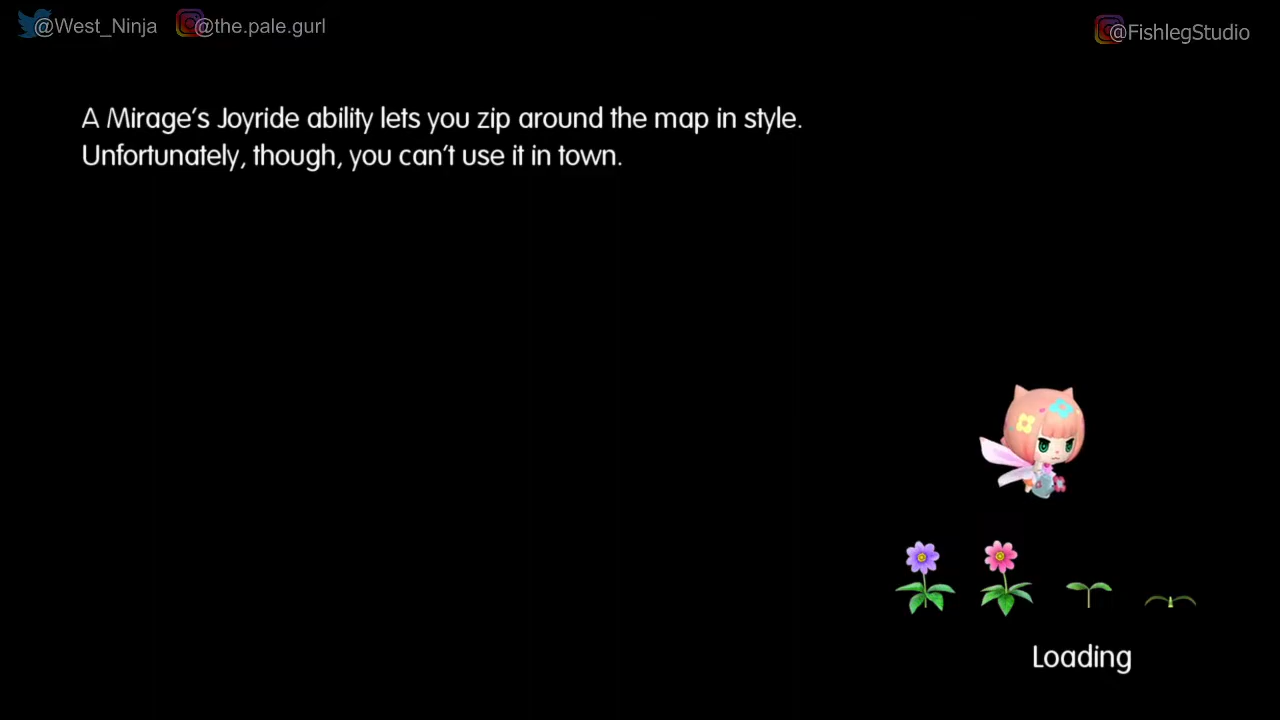 @West_Ninja @the.pale.gurl @FishlegStudio
A Mirage's Joyride ability lets you zip around the map in style.
Unfortunately, though, you can't use it in town.
Loading